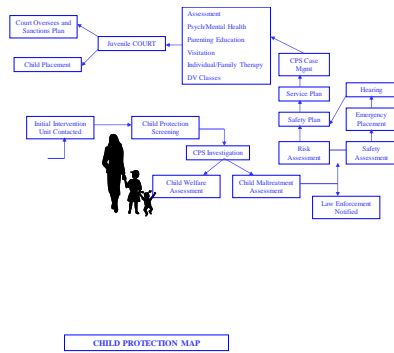 Court Oversees and
Sanctions Plan
Juvenile COURT
Child Placement
Assessment
Psych/Mental Health
Parenting Education
Visitation
Individual/Family Therapy
DV Classes
CPS Case
Mgmt
Service Plan
Safety Plan
Hearing
Emergency
Placement
Initial Intervention
Unit Contacted
Child Protection
Screening
CPS Investigation
Risk
Assessment
Safety
Assessment
Child Welfare
Assessment
Child Maltreatment
Assessment
Law Enforcement
Notified
CHILD PROTECTION MAP